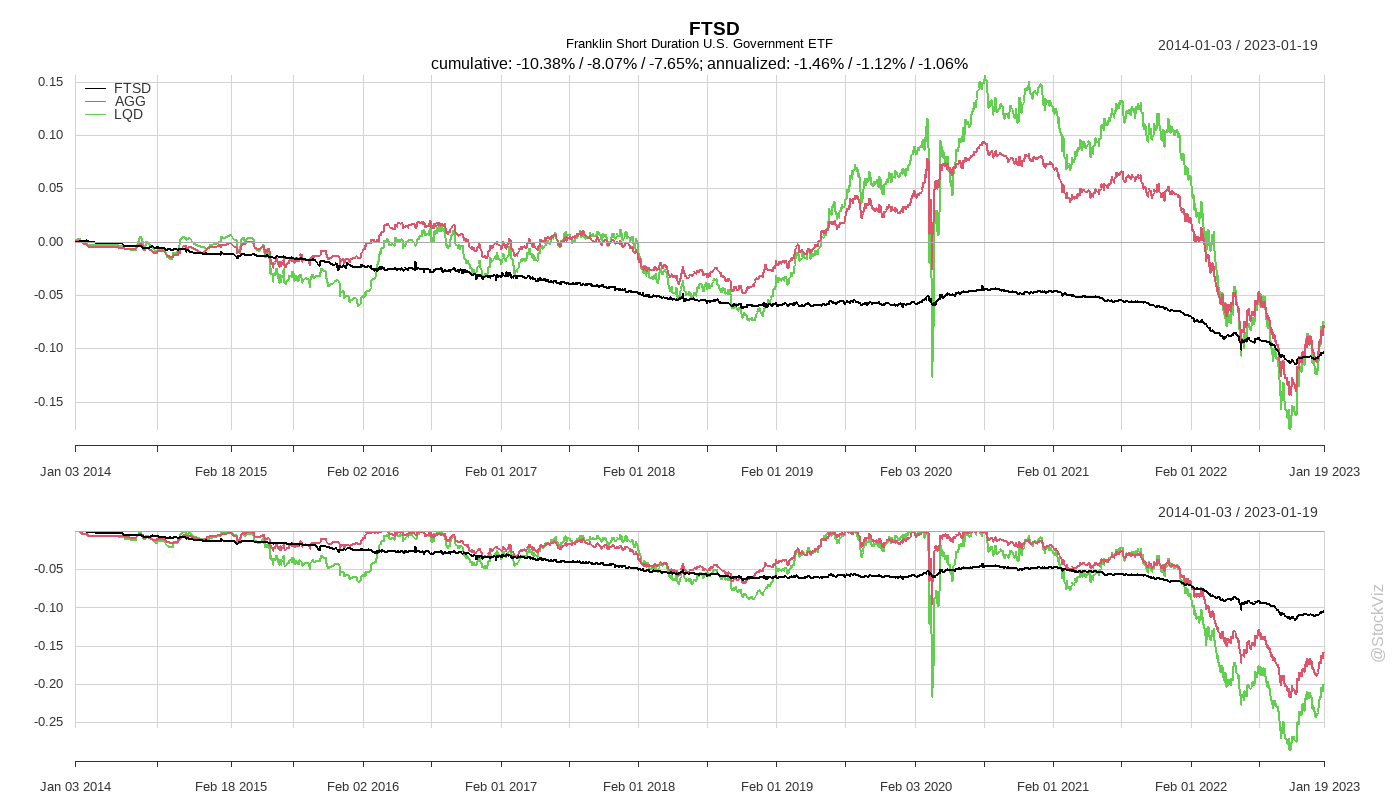 FTSD
Franklin Short Duration U.S. Government ETF
2014-01-03 / 2023-01-19
cumulative: -10.38% / -8.07% / -7.65%; annualized: -1.46% / -1.12% / -1.06%
FTSD
AGG
LQD
0.15
0.10
0.05
0.00
-0.05
-0.10
-0.15
Jan 03 2014 Feb 18 2015 Feb 02 2016 Feb 01 2017 Feb 01 2018 Feb 01 2019 Feb 03 2020 Feb 01 2021 Feb 01 2022 Jan 19 2023
2014-01-03 / 2023-01-19
-0.05
-0.10
-0.15
-0.20
-0.25
Jan 03 2014 Feb 18 2015 Feb 02 2016 Feb 01 2017 Feb 01 2018 Feb 01 2019 Feb 03 2020 Feb 01 2021 Feb 01 2022 Jan 19 2023
@StockViz